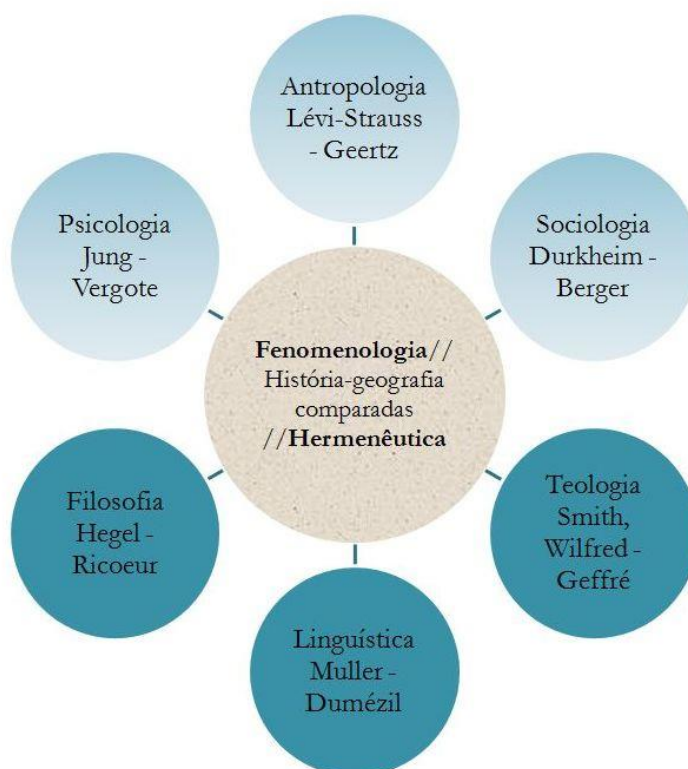 Antropologia
Lévi-Strauss
- Geertz
Psicologia
Jung -
Vergote
Sociologia
Durkheim -
Berger
Fenomenologia//
História-geografia
comparadas
//Hermenêutica
Filosofia
Hegel -
Ricoeur
Teologia
Smith,
Wilfred -
Geffré
Linguística
Muller -
Dumézil